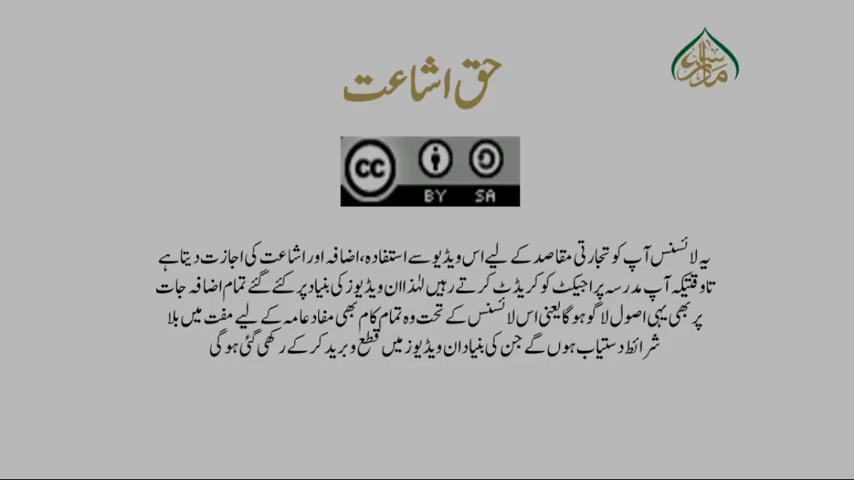 حق اشاعت
cc BY SA
یہ لائسنس آپ کو تجارتی مقاصد کے لیے اس ویڈیو سے استفادہ، اضافہ اور اشاعت کی اجازت دیتا ہے
تاوقتیکہ آپ مدرسہ پراجیکٹ کو کریڈٹ کرتے رہیں لہٰذا ان ویڈیوز کی بنیاد پر کئے گئے تمام اضافہ جات
پر بھی یہی اصول لاگو ہوگا یعنی اس لائسنس کے تحت وہ تمام کام بھی مفاد عامہ کے لیے مفت میں بلا
شرائط دستیاب ہوں گے جن کی بنیاد ان ویڈیوز میں قطع و برید کر کے رکھی گئی ہوگی